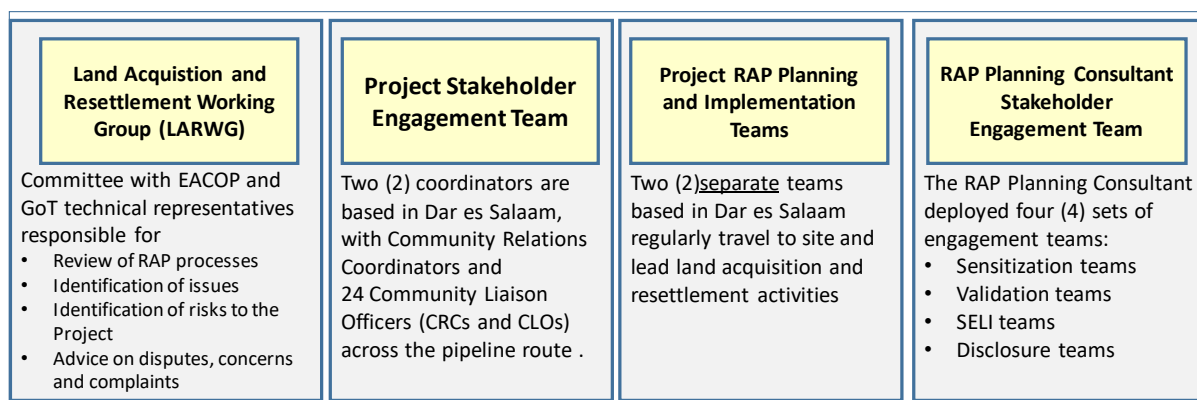 Land Acquistion and
Resettlement Working
Group (LARWG)
Committee with EACOP and
GoT technical representatives
responsible for
• Review of RAP processes
• Identification of issues
• Identification of risks to the
Project
• Advice on disputes, concerns
and complaints
Project Stakeholder
Engagement Team
Two (2) coordinators are
based in Dar es Salaam,
with Community Relations
Coordinators and
24 Community Liaison
Officers (CRCs and CLOs)
across the pipeline route .
Project RAP Planning
and Implementation
Teams
Two (2)separate teams
based in Dar es Salaam
regularly travel to site and
lead land acquisition and
resettlement activities
RAP Planning Consultant
Stakeholder
Engagement Team
The RAP Planning Consultant
deployed four (4) sets of
engagement teams:
• Sensitization teams
• Validation teams
• SELI teams
• Disclosure teams